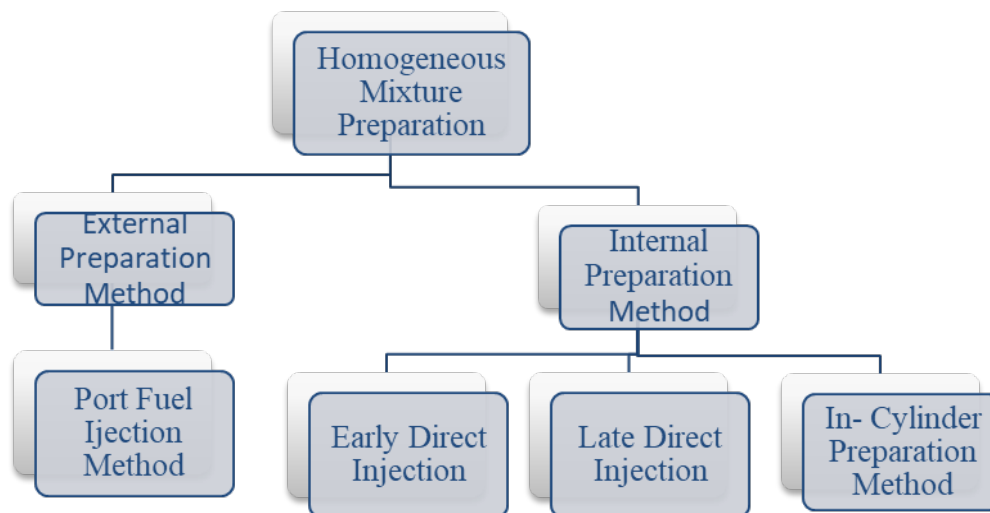 Homogeneous
Mixture
Preparation
External
Preparation
Method
Internal
Preparation
Method
Port Fuel
Ijection
Method
Early Direct
Injection
Late Direct
Injection
In- Cylinder
Preparation
Method